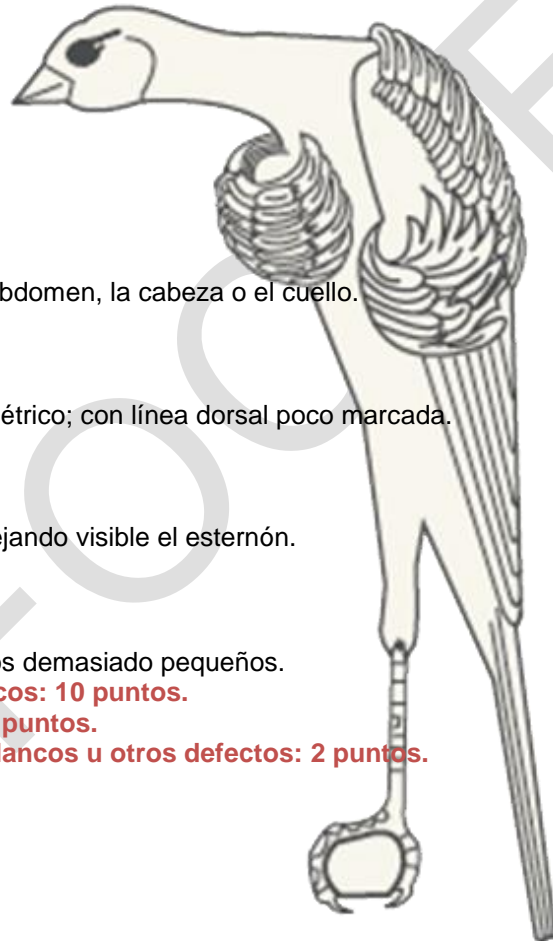 bdomen, la cabeza o el cuello.
étrico; con línea dorsal poco marcada.
ejando visible el esternón.
os demasiado pequeños.
cos: 10 puntos.
puntos.
lancos u otros defectos: 2 puntos.